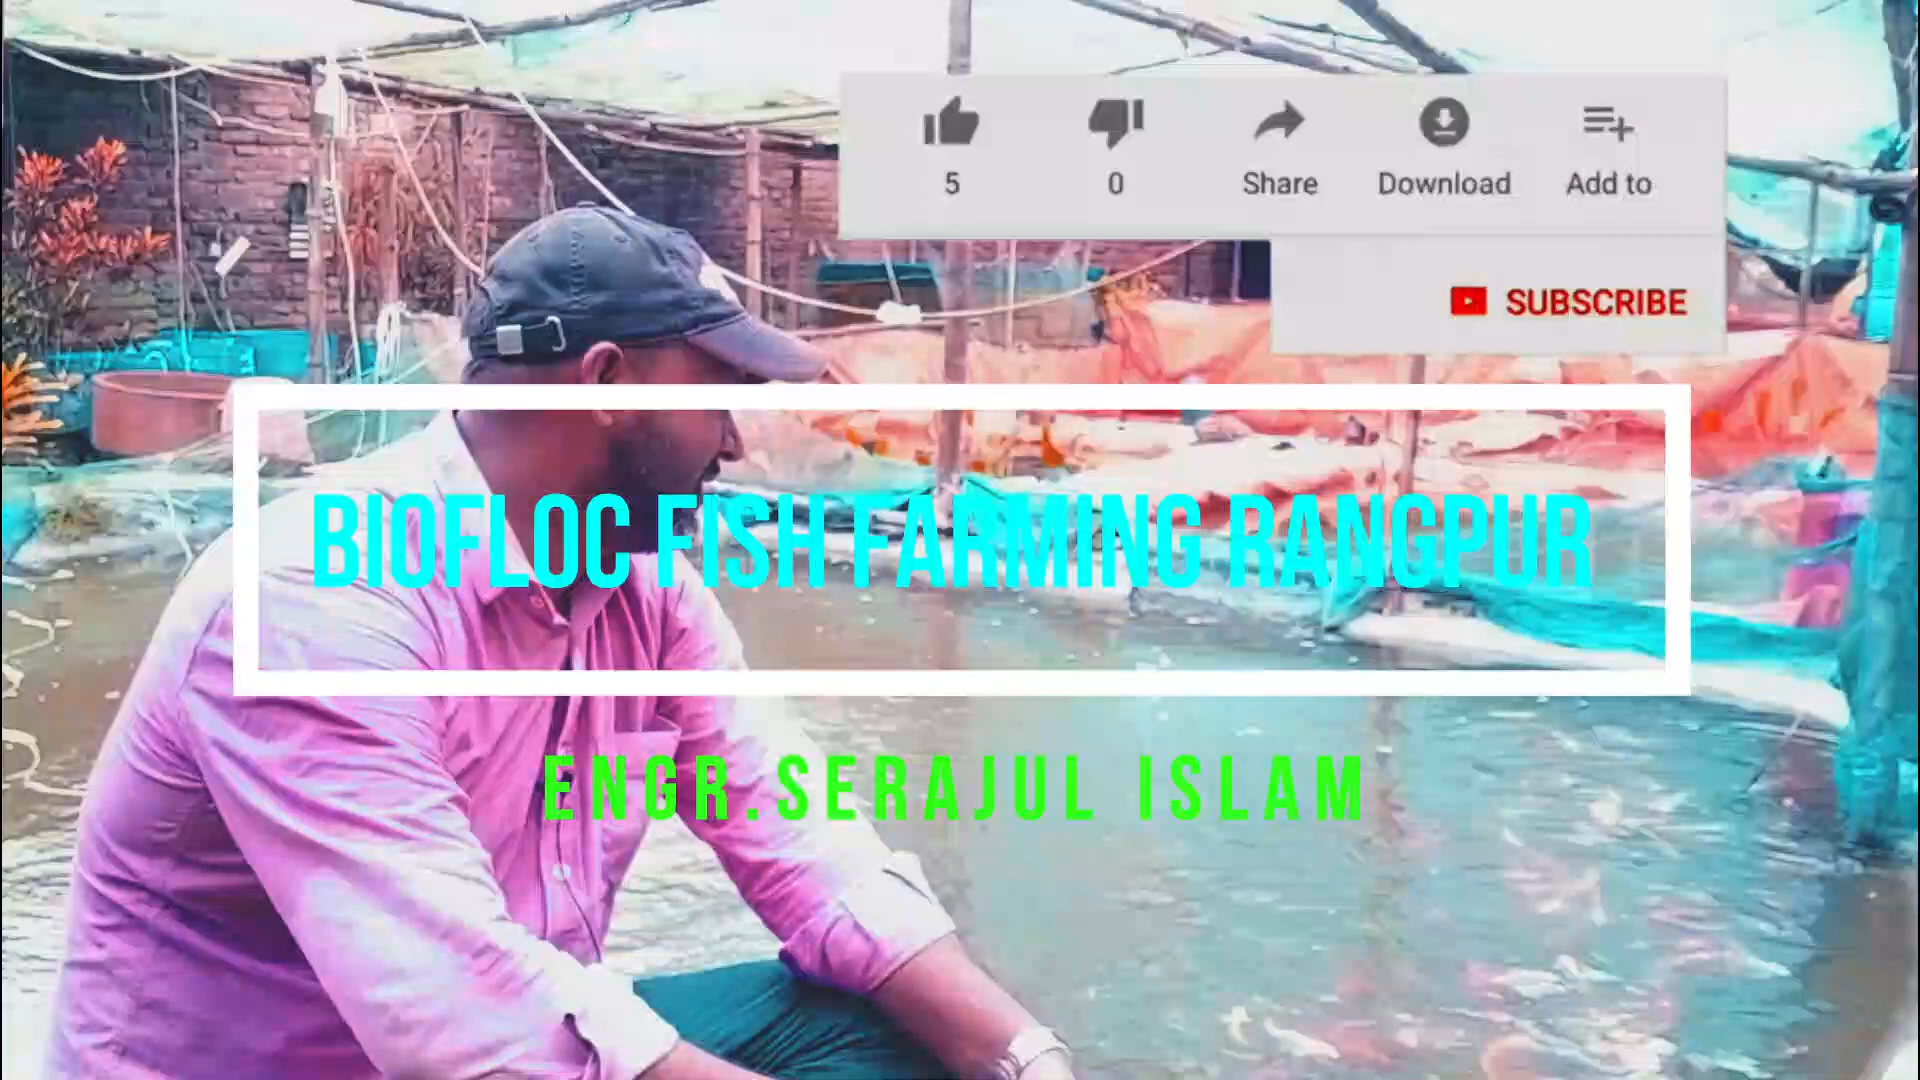 5 0 Share Download Add to
SUBSCRIBE
BIOFLOC FISH FARMING RANGPUR
ENGR.SERAJUL ISLAM